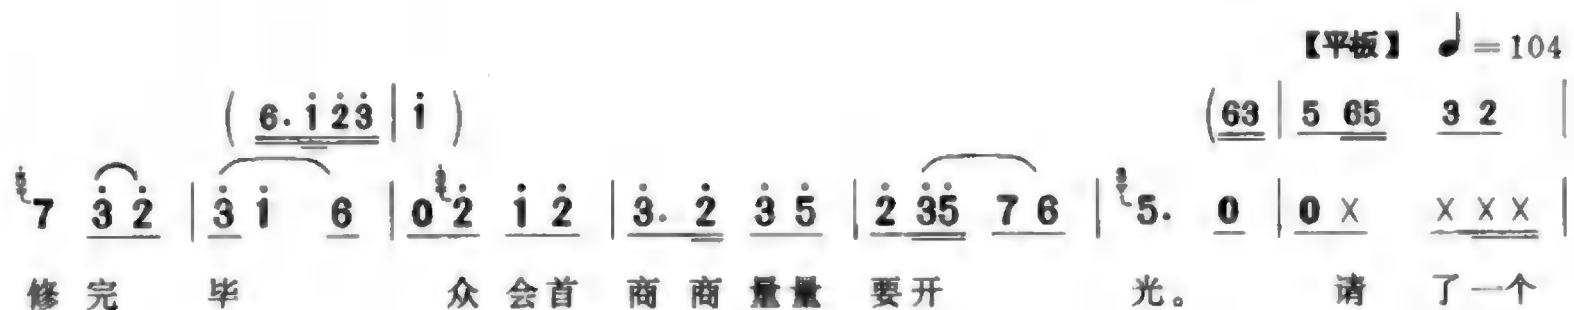 【平板】 ♩=104
( 6. i̇ 2̇ 3̇ | i̇ ) ( 63 | 5 65 3 2 |
7 3̇ 2̇ | 3̇ i̇ 6 | 0 2̇ i̇ 2̇ | 3̇. 2̇ 3̇ 5̇ | 2̇ 3̇5̇ 7 6 | 5. 0 | 0 X X X X |
修 完 毕 众 会 首 商 商 量 量 要 开 光。 请 了 一 个